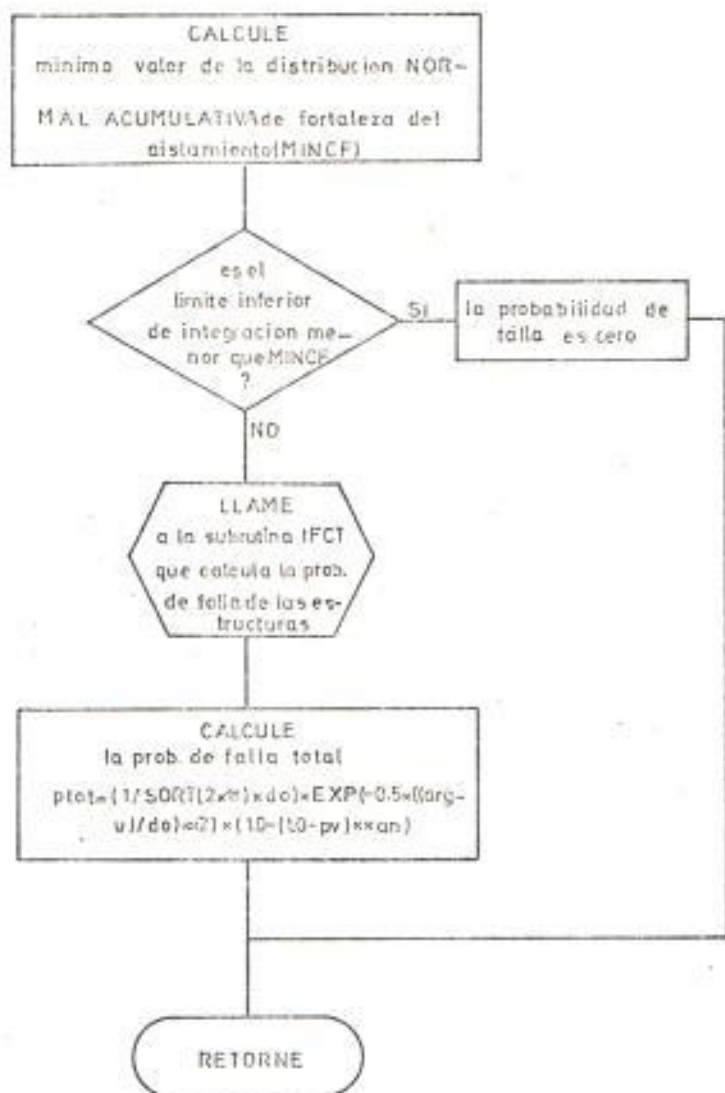 CALCULE
minimo valor de la distribucion NOR-
MAL ACUMULATIVA de fortaleza del
aislamiento(MINCF)
es el
limite inferior
de integracion me-
nor que MINCF
?
SI
la probabilidad de
falla es cero
NO
LLAME
a la subrutina IFCT
que calcula la prob.
de falla de las es-
tructuras
CALCULE
la prob. de falla total
ptot=(1/SQRT(2×π)×do)×EXP(-0.5×((arg-
u)/do)××2)×(1.0-(1.0-pv)××an)
RETORNE